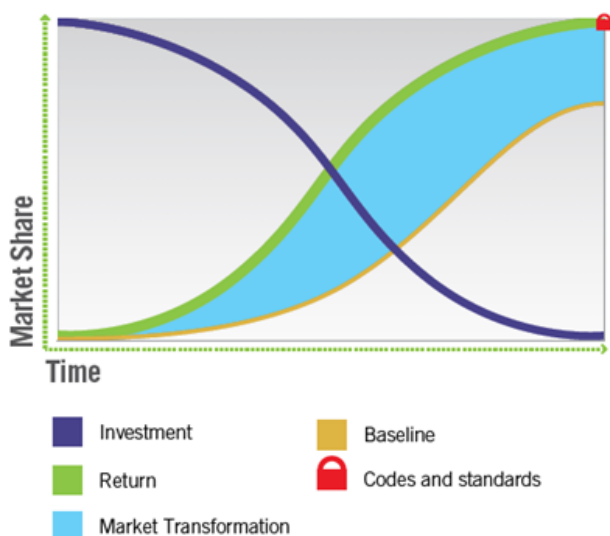 Market Share
Time
Investment
Baseline
Return
Codes and standards
Market Transformation